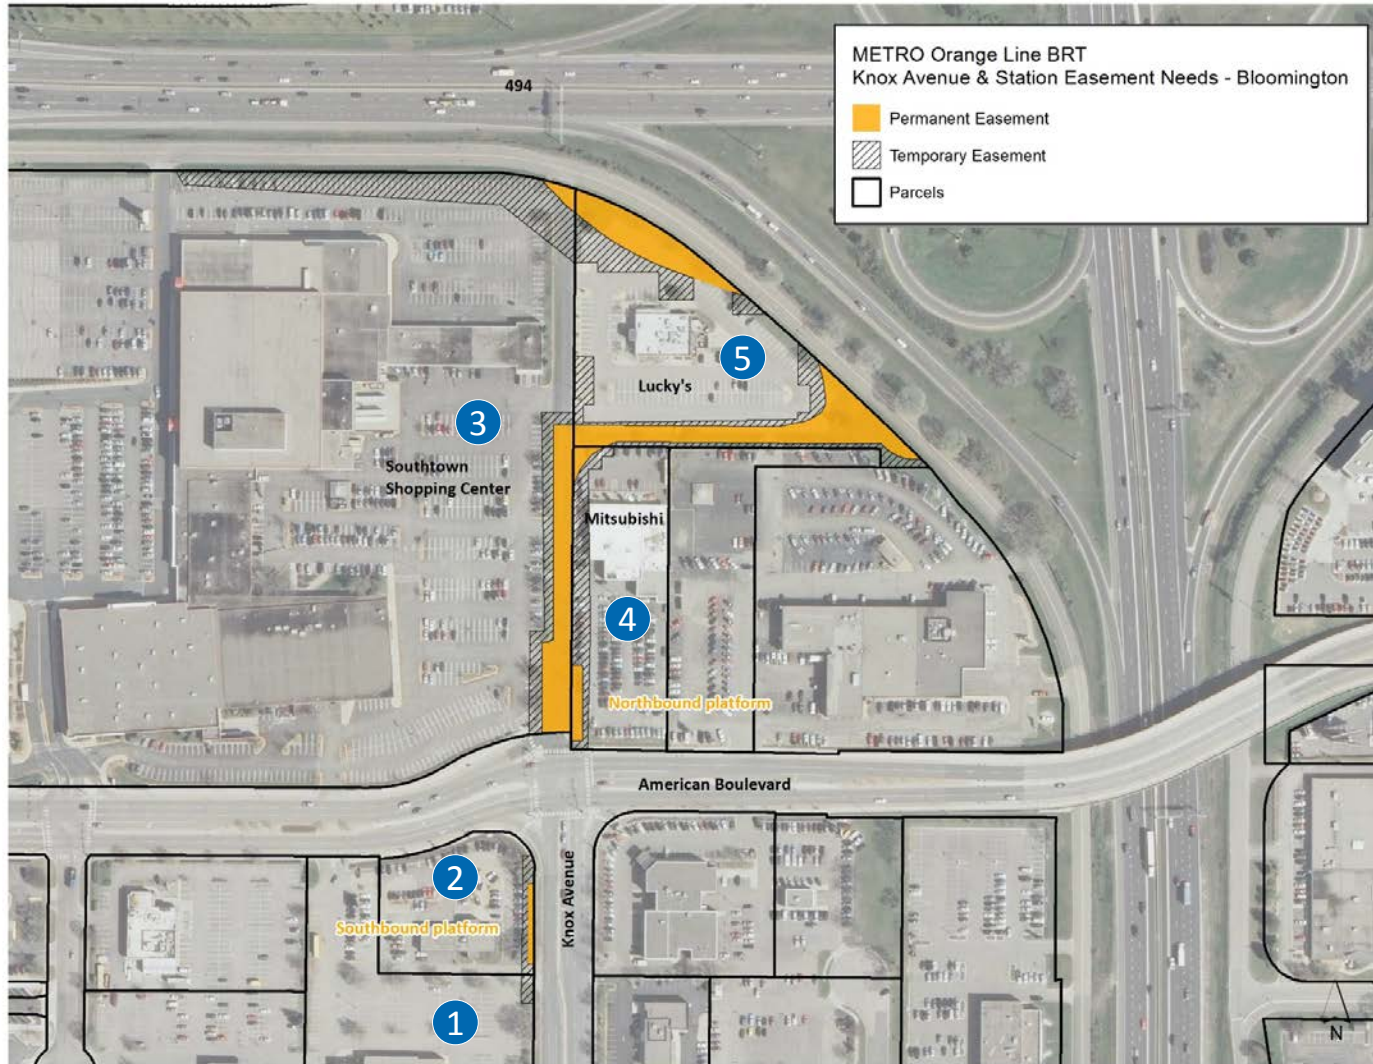 METRO Orange Line BRT
Knox Avenue & Station Easement Needs - Bloomington
Permanent Easement
Temporary Easement
Parcels
494
5
Lucky's
3
Southtown
Shopping Center
Mitsubishi
4
Northbound platform
American Boulevard
2
Southbound platform
Knox Avenue
1
N